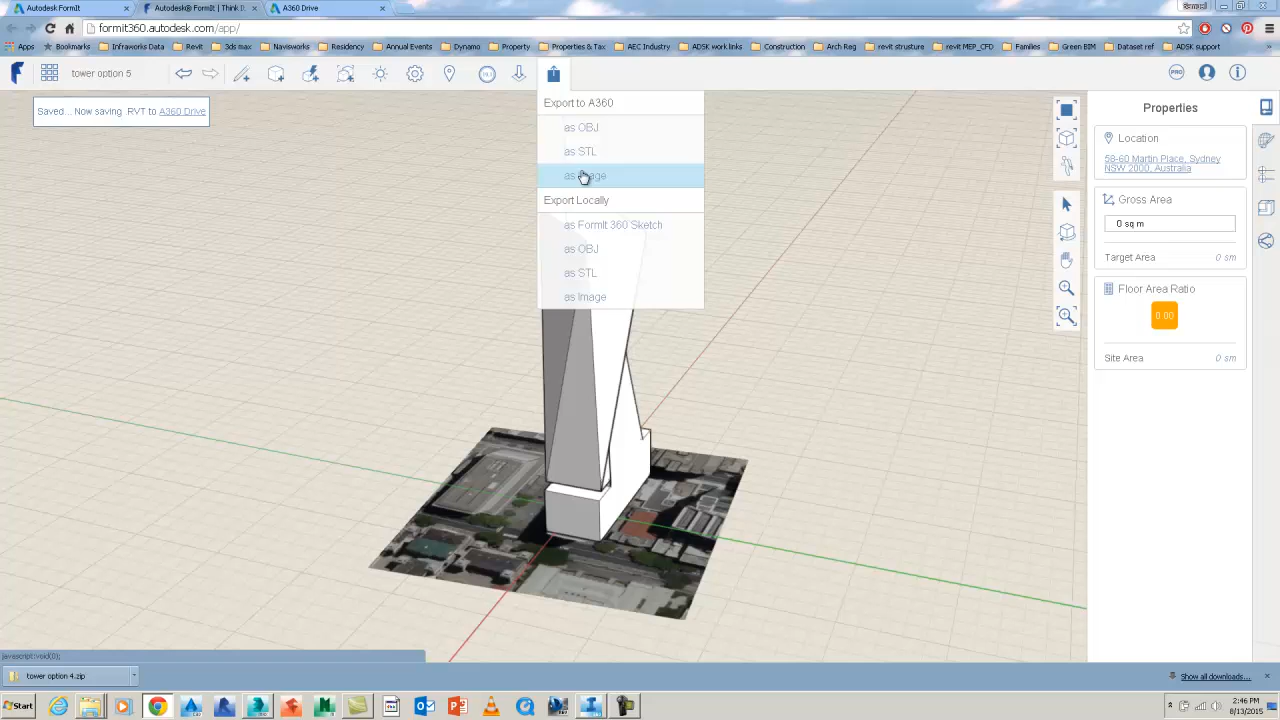 Autodesk FormIt
Autodesk® FormIt | Think It
A360 Drive
formit360.autodesk.com/app/
Apps
Bookmarks
Infraworks Data
Revit
3ds max
Navisworks
Residency
Annual Events
Dynamo
Property
Properties & Tax
AEC Industry
ADSK work links
Construction
Arch Reg
revit structure
revit MEP_CFD
Families
Green BIM
Dataset ref
ADSK support
tower option 5
PRO
Saved... Now saving RVT to A360 Drive
Export to A360
as OBJ
as STL
Export Locally
as FormIt 360 Sketch
as OBJ
as STL
as Image
Properties
Location
58-60 Martin Place, Sydney
NSW 2000, Australia
Gross Area
0 sq m
Target Area 0 sm
Floor Area Ratio
0.00
Site Area 0 sm
javascript:void(0);
tower option 4.zip
Show all downloads...
Start
2:46 PM
8/13/2015